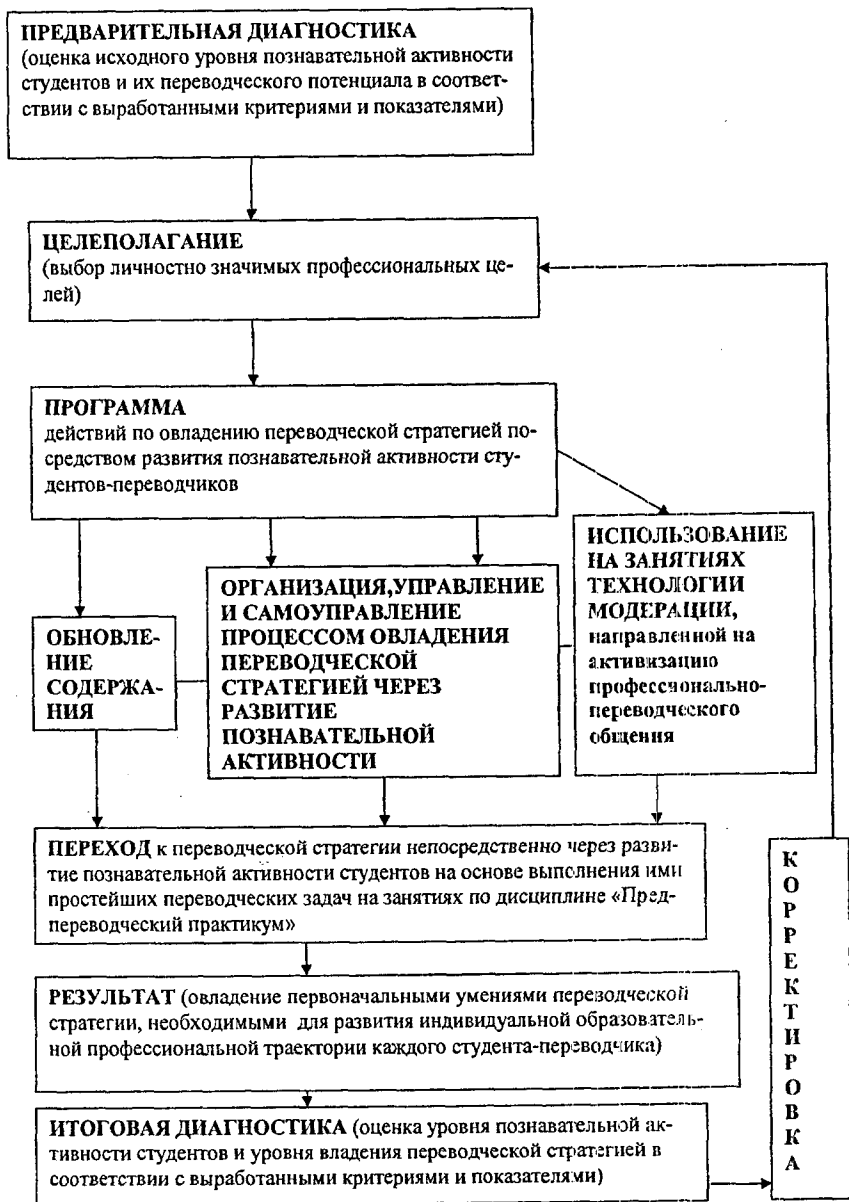 ПРЕДВАРИТЕЛЬНАЯ ДИАГНОСТИКА
(оценка исходного уровня познавательной активности
студентов и их переводческого потенциала в соответ-
ствии с выработанными критериями и показателями)
ЦЕЛЕПОЛАГАНИЕ
(выбор личностно значимых профессиональных це-
лей)
ПРОГРАММА
действий по овладению переводческой стратегией по-
средством развития познавательной активности сту-
дентов-переводчиков
ОБНОВЛЕ-
НИЕ
СОДЕРЖА-
НИЯ
ОРГАНИЗАЦИЯ,УПРАВЛЕНИЕ
И САМОУПРАВЛЕНИЕ
ПРОЦЕССОМ ОВЛАДЕНИЯ
ПЕРЕВОДЧЕСКОЙ
СТРАТЕГИЕЙ ЧЕРЕЗ
РАЗВИТИЕ
ПОЗНАВАТЕЛЬНОЙ
АКТИВНОСТИ
ИСПОЛЬЗОВАНИЕ
НА ЗАНЯТИЯХ
ТЕХНОЛОГИИ
МОДЕРАЦИИ,
направленной на
активизацию
профессионально-
переводческого
общения
ПЕРЕХОД к переводческой стратегии непосредственно через разви-
тие познавательной активности студентов на основе выполнения ими
простейших переводческих задач на занятиях по дисциплине «Пред-
переводческий практикум»
РЕЗУЛЬТАТ (овладение первоначальными умениями переводческой
стратегии, необходимыми для развития индивидуальной образователь-
ной профессиональной траектории каждого студента-переводчика)
ИТОГОВАЯ ДИАГНОСТИКА (оценка уровня познавательной ак-
тивности студентов и уровня владения переводческой стратегией в
соответствии с выработанными критериями и показателями)
К
О
Р
Р
Е
К
Т
И
Р
О
В
К
А